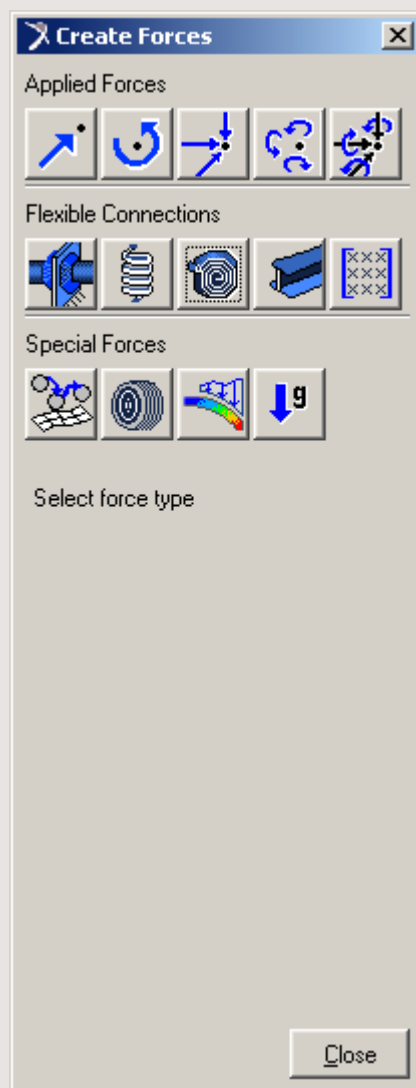 Create Forces
Applied Forces
Flexible Connections
Special Forces
g
Select force type
Close